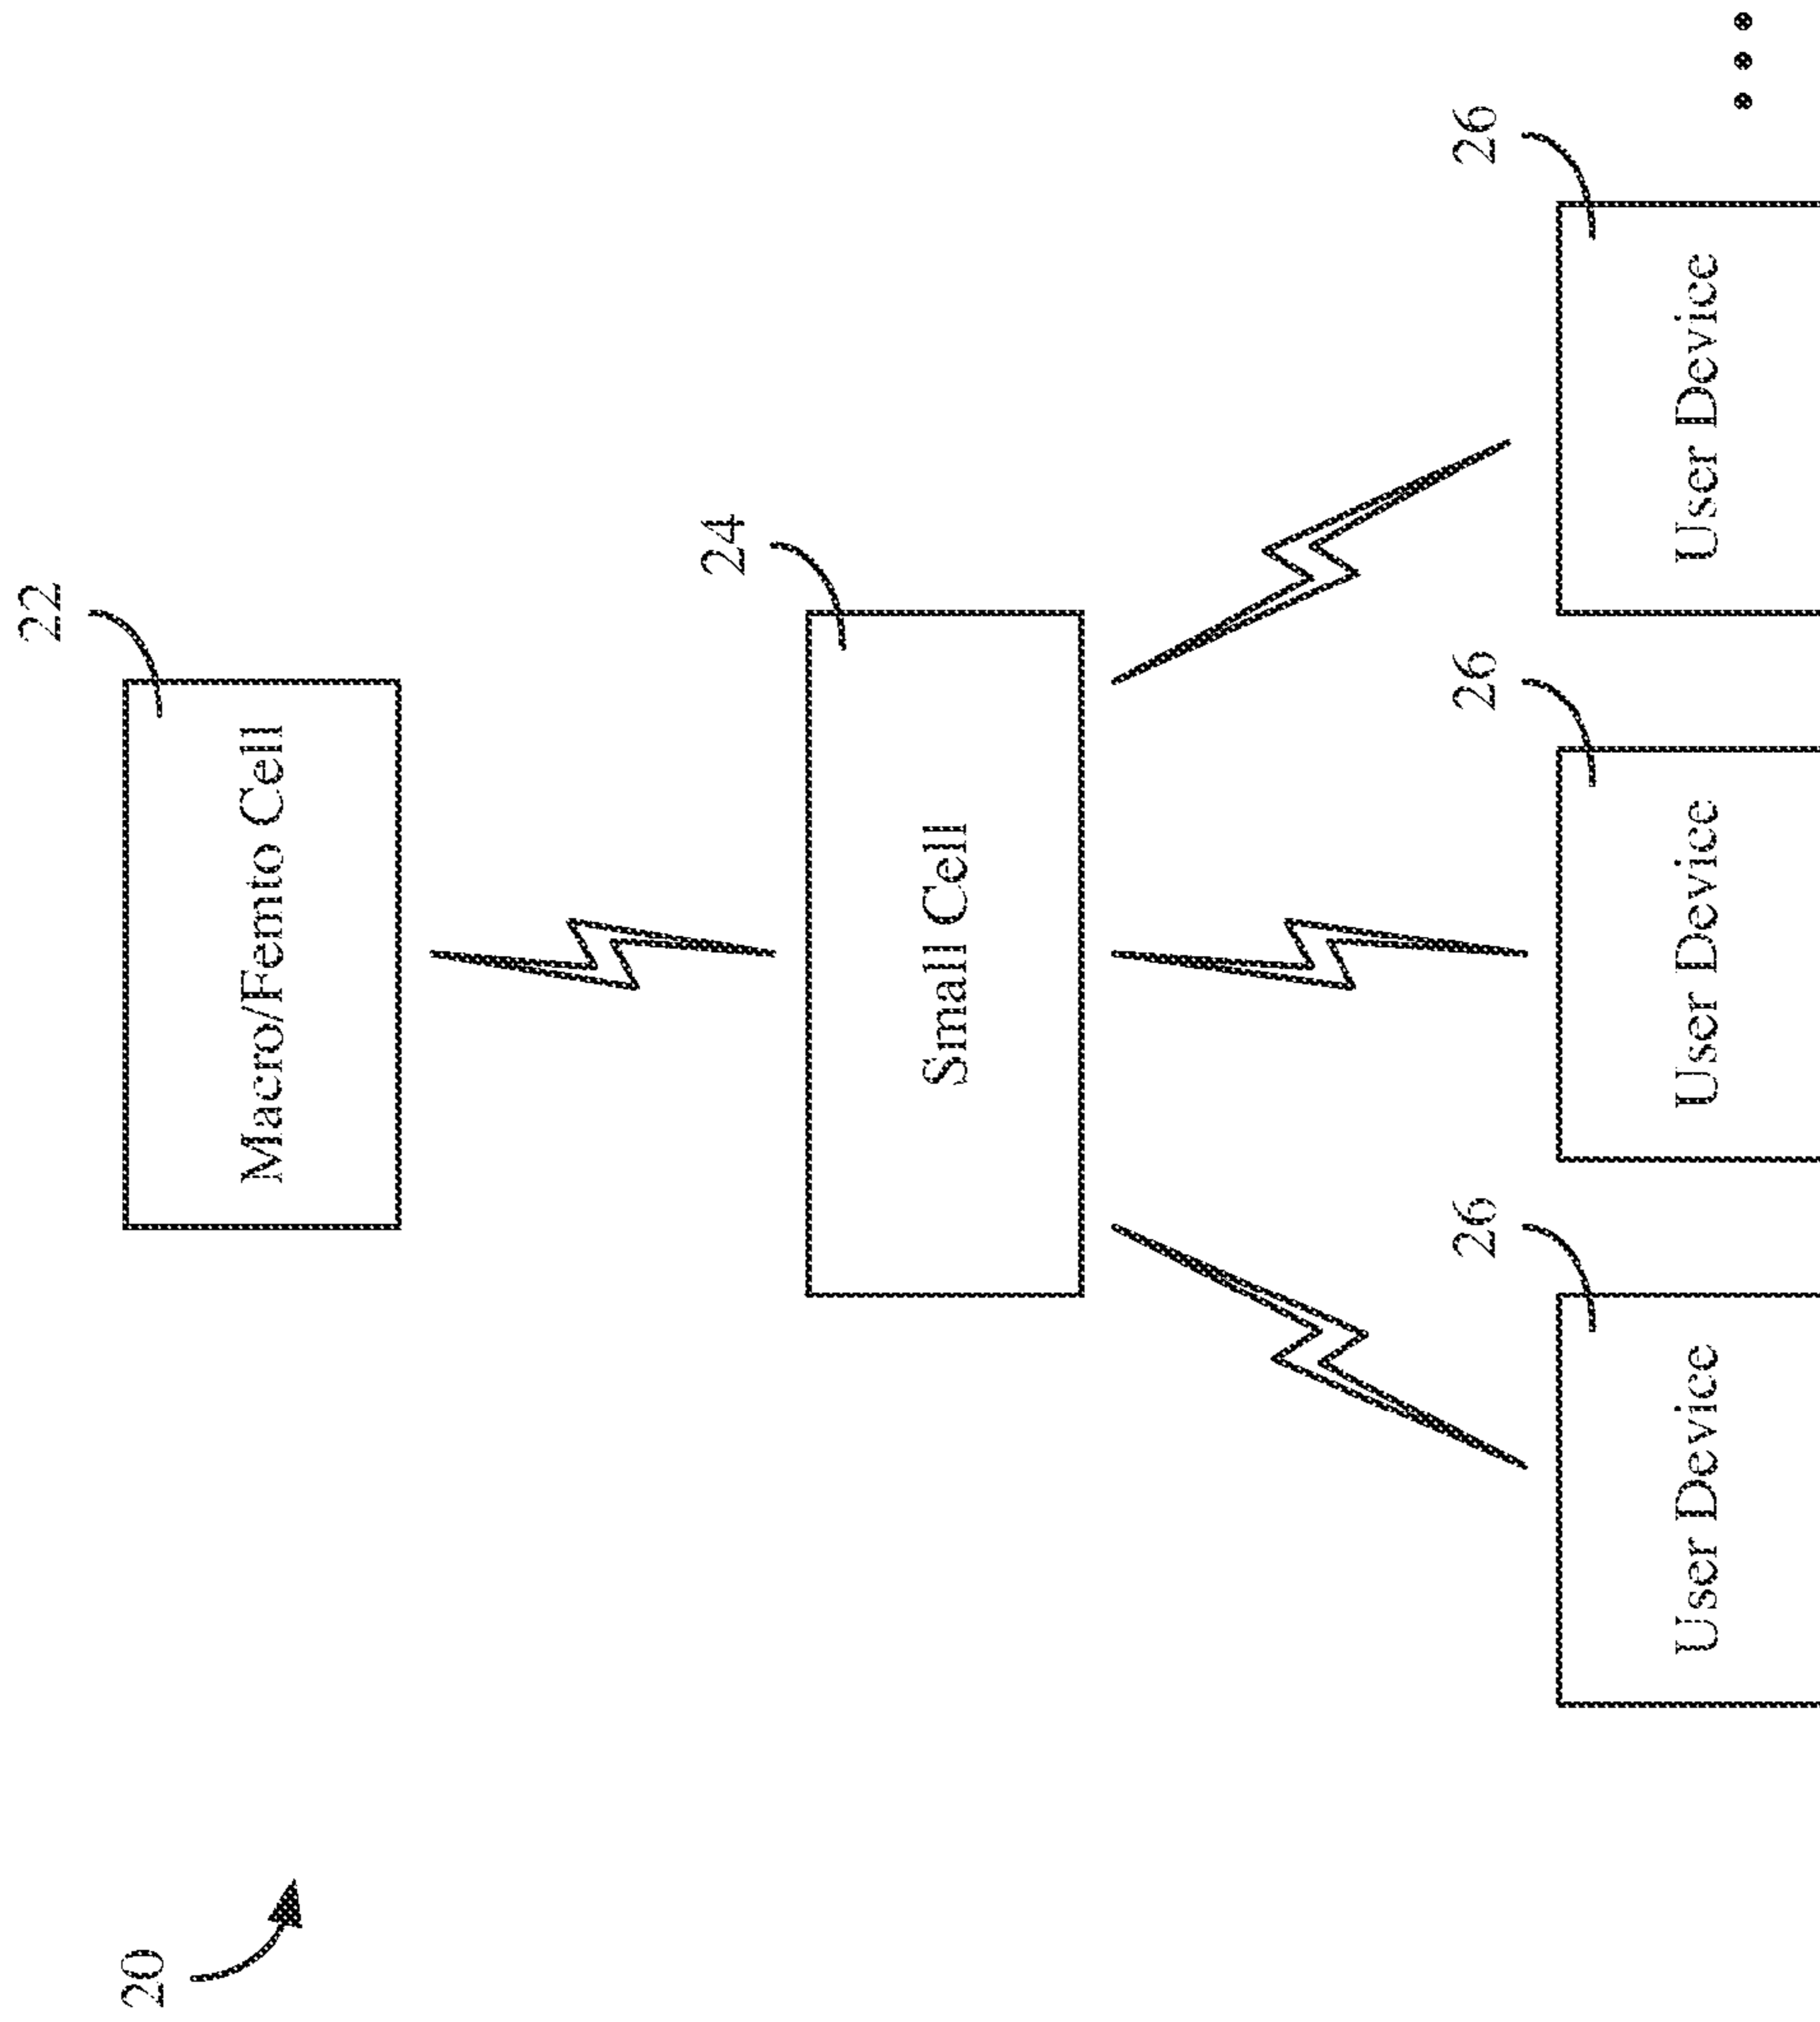 20
22
Macro/Femto Cell
24
Small Cell
26
User Device
26
User Device
26
User Device